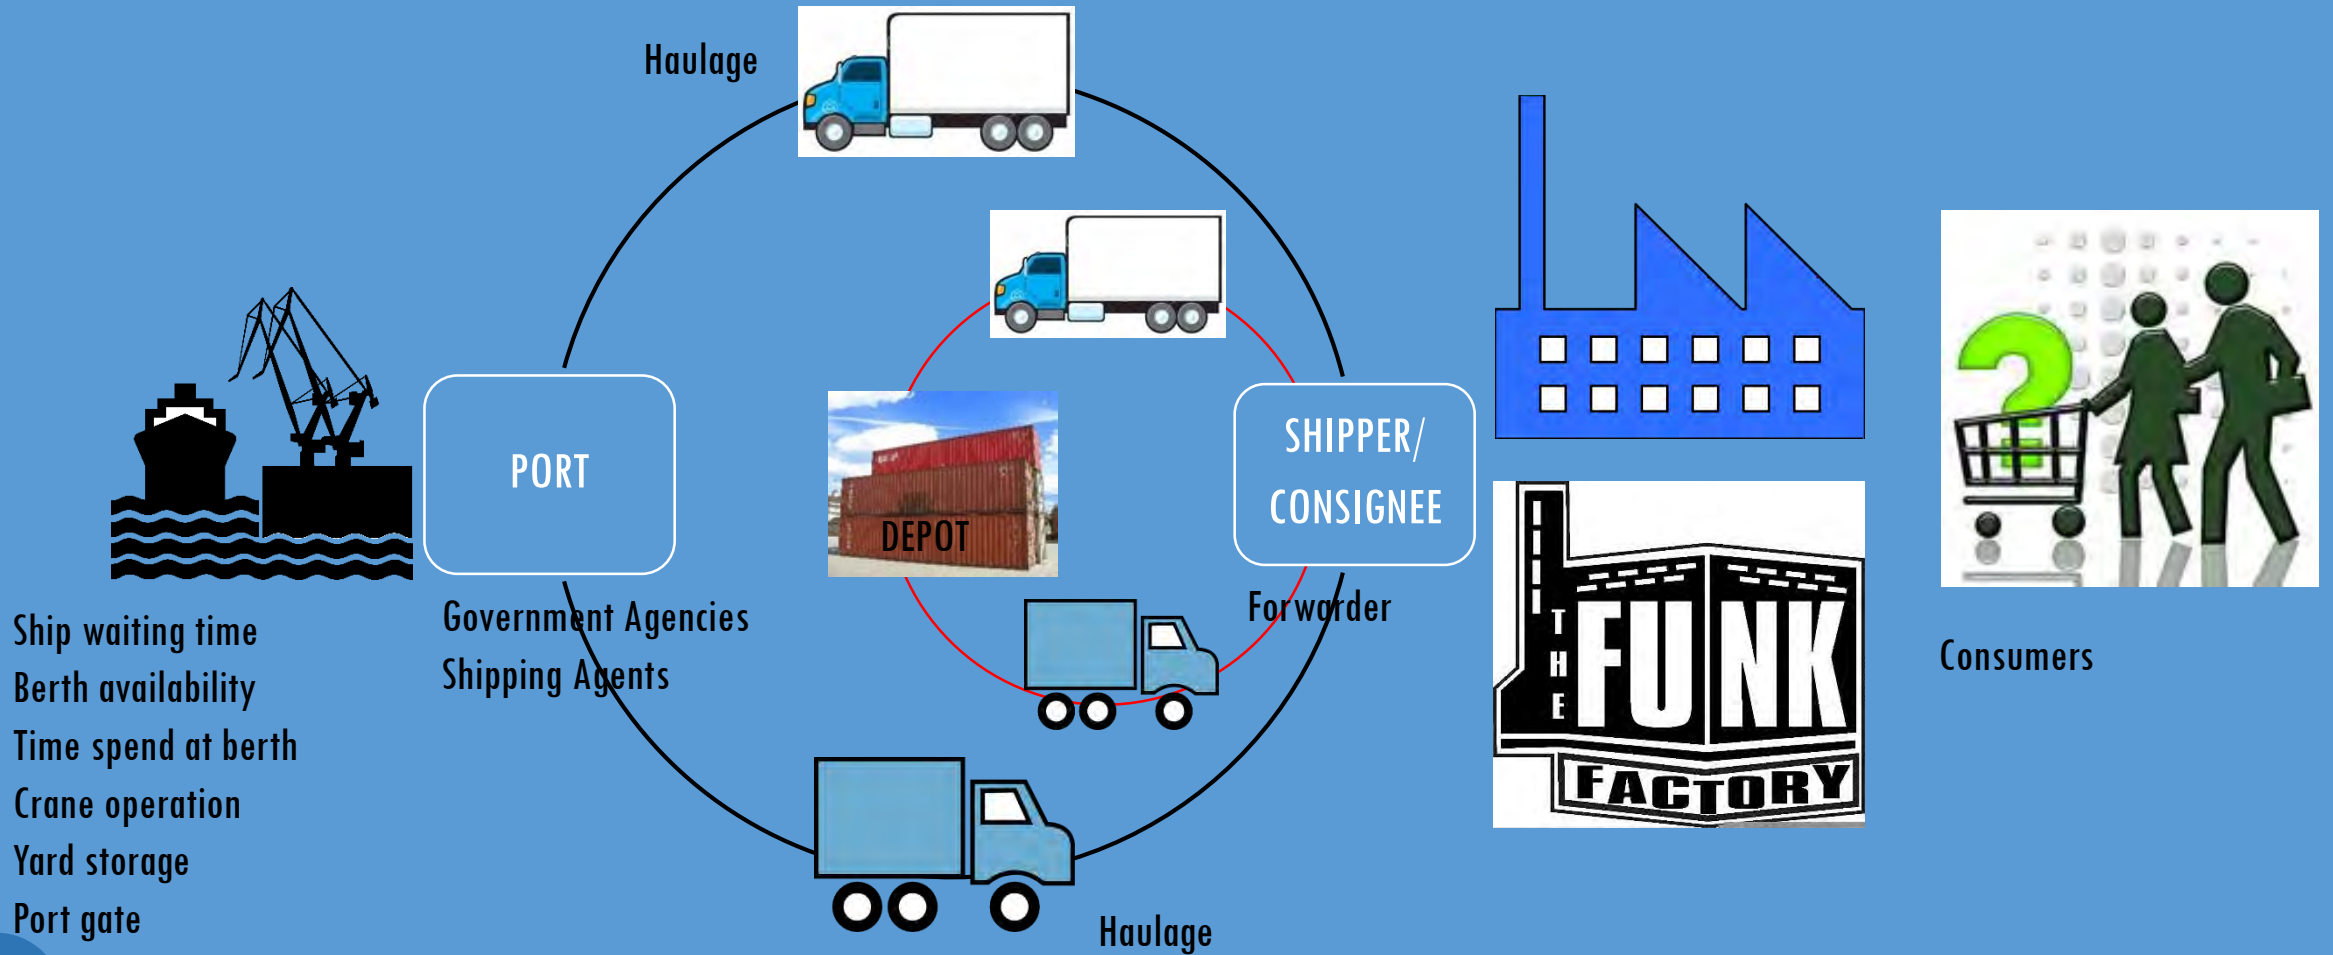 Haulage
PORT
DEPOT
SHIPPER/
CONSIGNEE
Government Agencies
Shipping Agents
Forwarder
Ship waiting time
Berth availability
Time spend at berth
Crane operation
Yard storage
Port gate
Haulage
THE
FUNK
FACTORY
Consumers